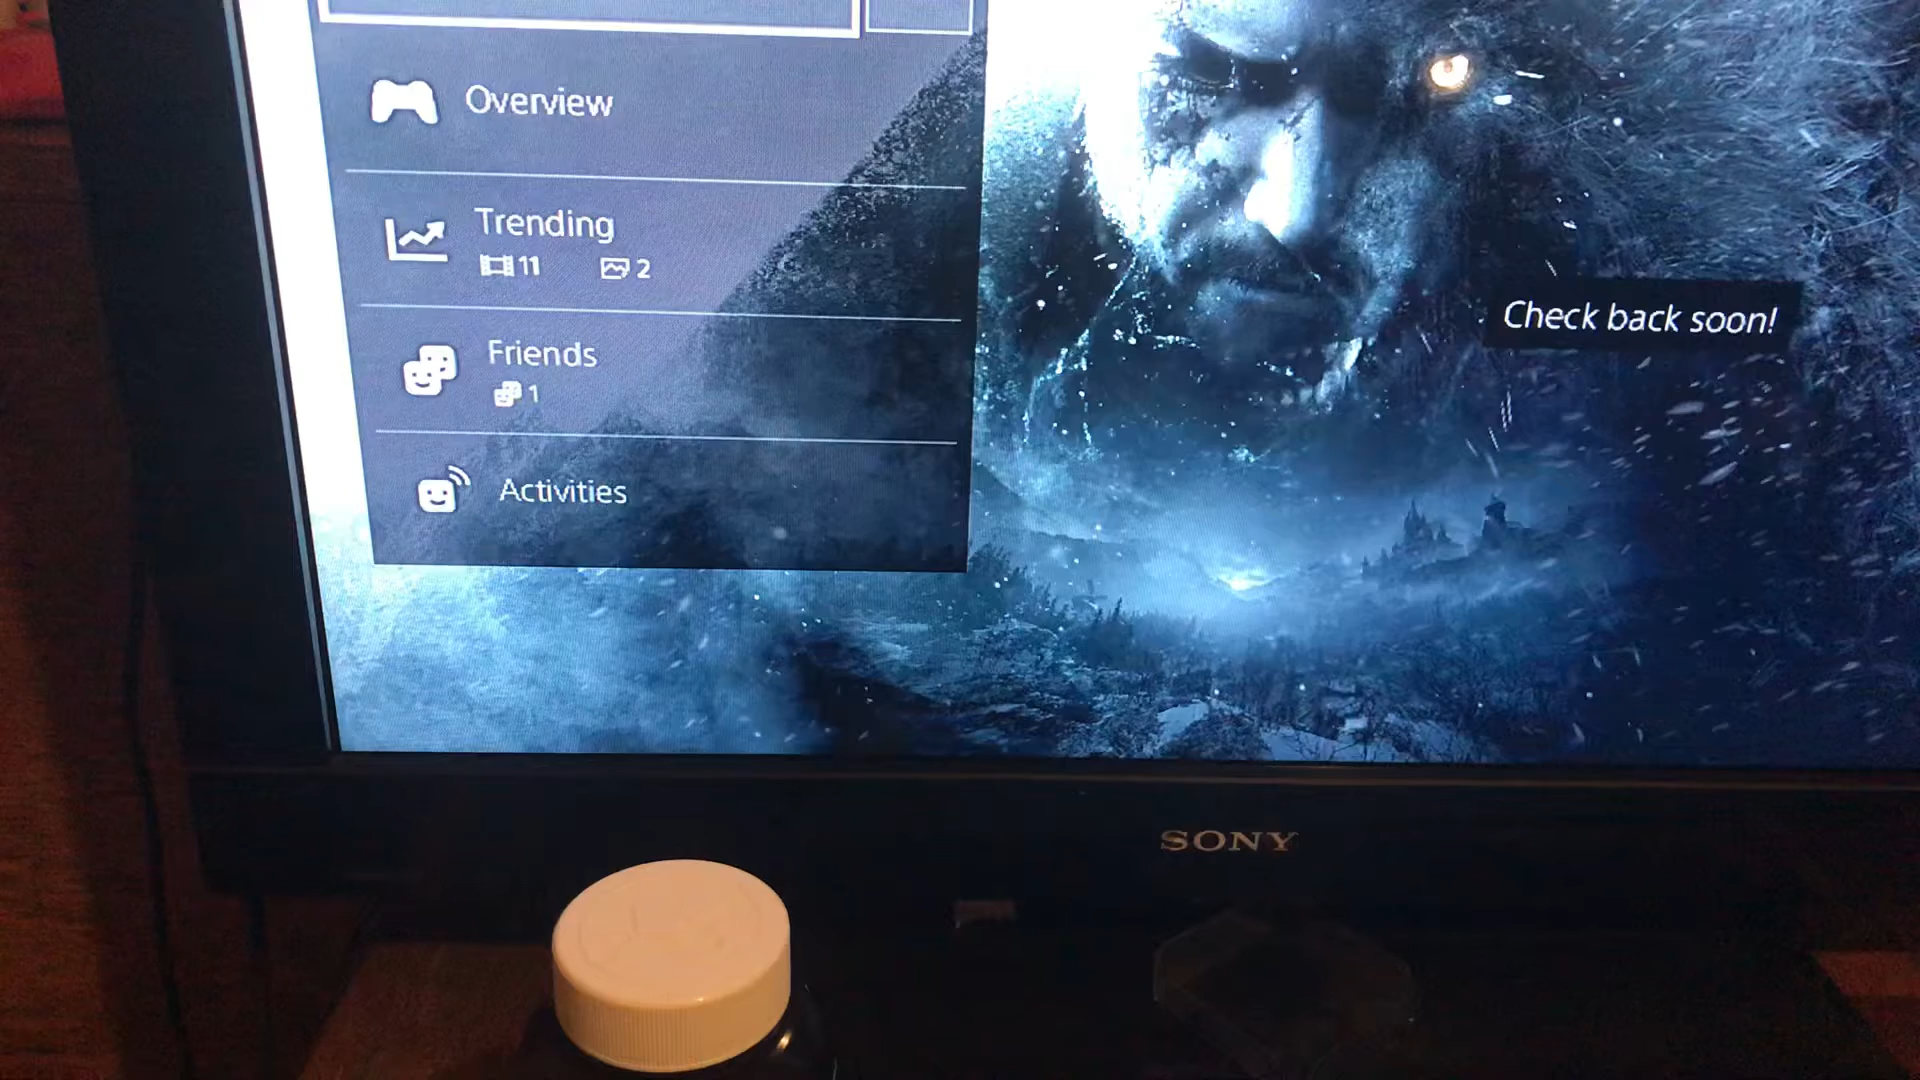 Overview
Trending
11 2
Friends
1
Activities
Check back soon!
SONY